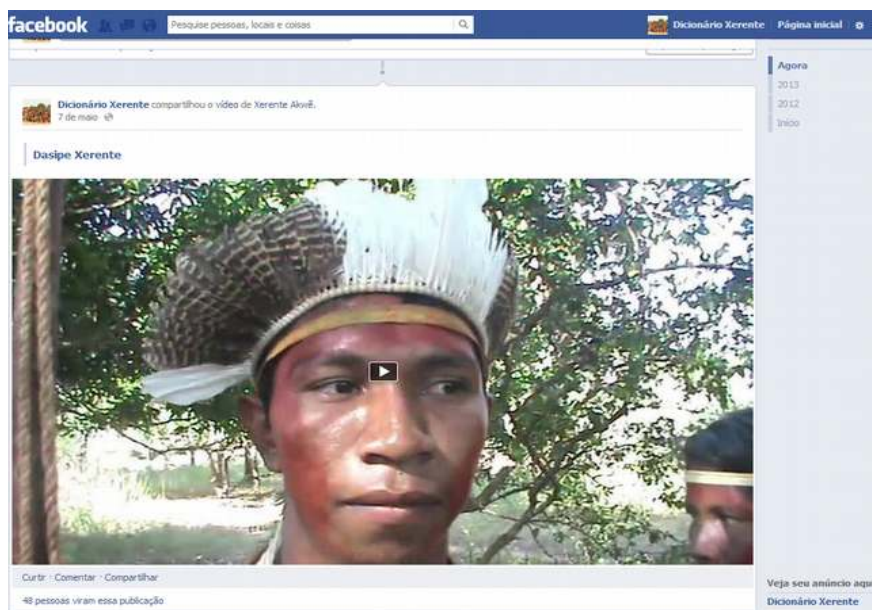 facebook
Pesquise pessoas, locais e coisas
Dicionário Xerente
Página inicial
Agora
2013
2012
Início
Dicionário Xerente compartilhou o vídeo de Xerente Akwẽ.
7 de maio
Dasipe Xerente
Curtir · Comentar · Compartilhar
48 pessoas viram essa publicação
Veja seu anúncio aqu
Dicionário Xerente